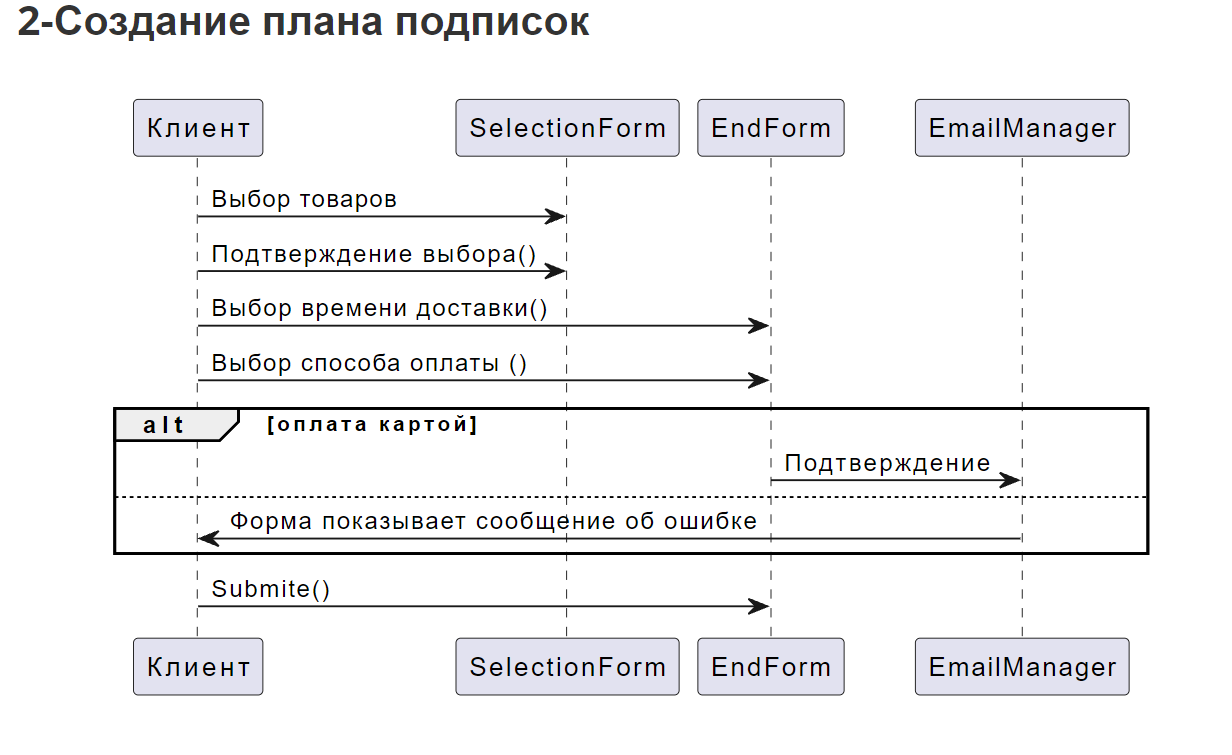 2-Создание плана подписок
Клиент SelectionForm EndForm EmailManager
Выбор товаров
Подтверждение выбора()
Выбор времени доставки()
Выбор способа оплаты ()
alt [оплата картой]
Подтверждение
Форма показывает сообщение об ошибке
Submite()
Клиент SelectionForm EndForm EmailManager